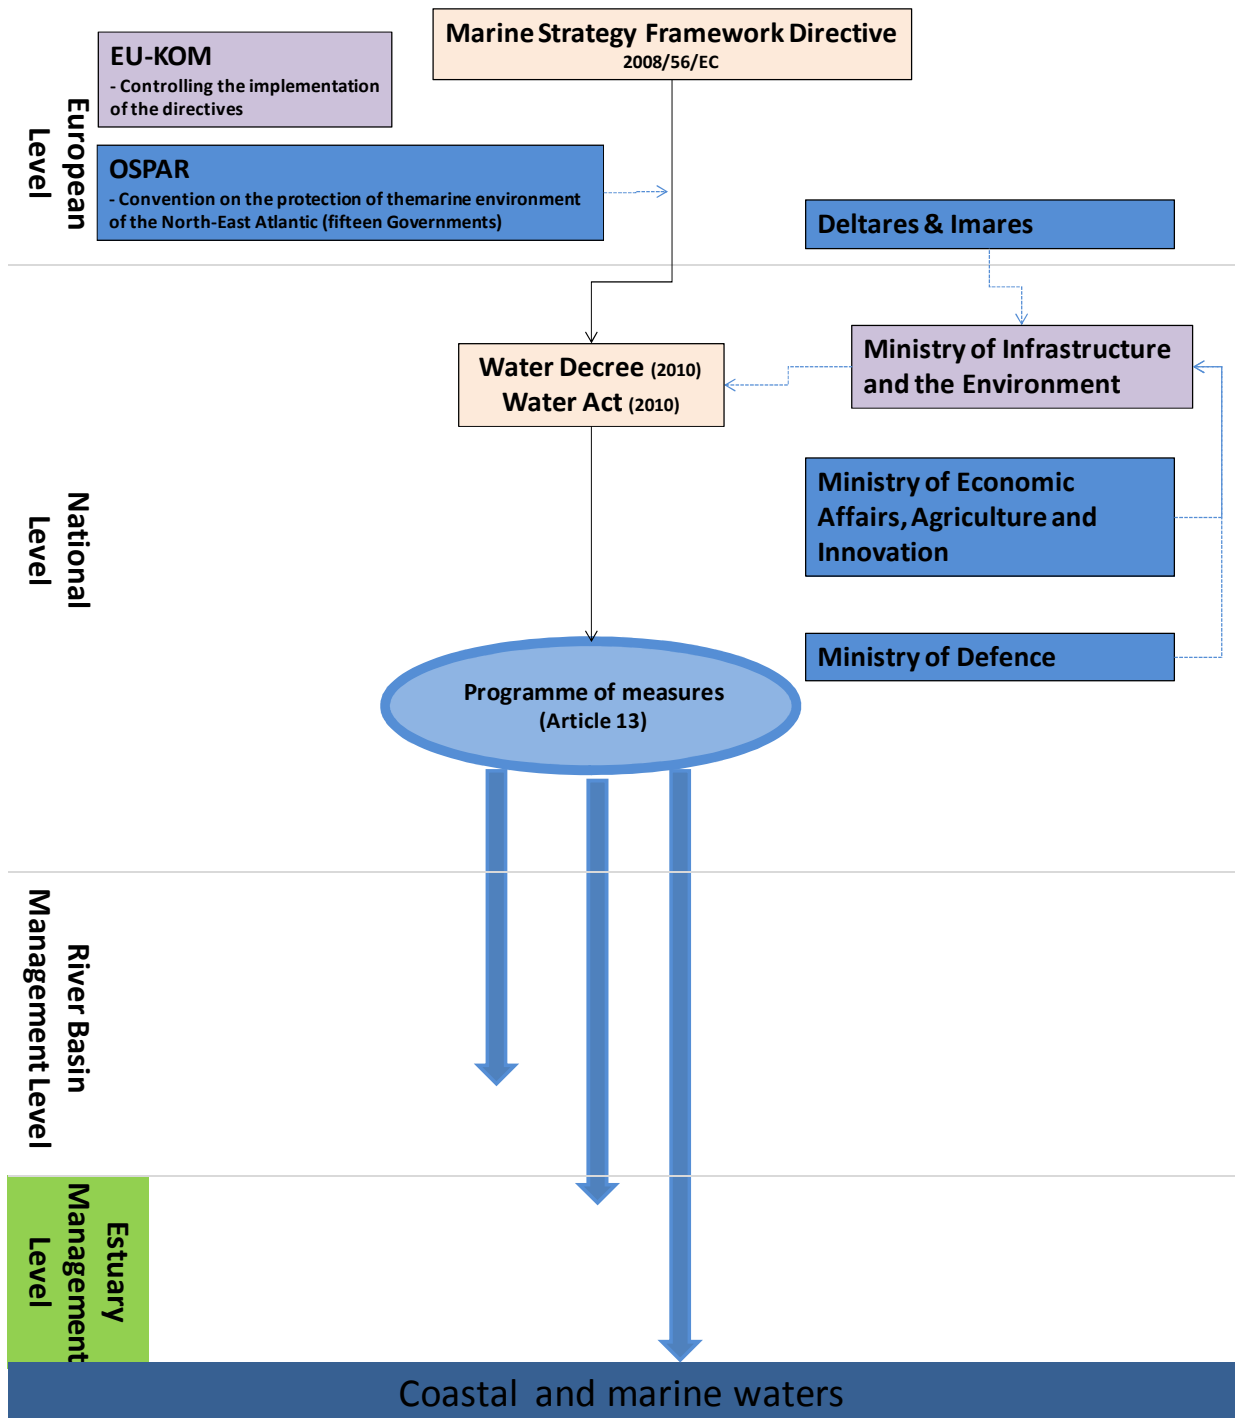 Marine Strategy Framework Directive
2008/56/EC
EU-KOM
- Controlling the implementation
of the directives
European
Level
OSPAR
- Convention on the protection of themarine environment
of the North-East Atlantic (fifteen Governments)
Deltares & Imares
Water Decree (2010)
Water Act (2010)
Ministry of Infrastructure
and the Environment
National
Level
Ministry of Economic
Affairs, Agriculture and
Innovation
Ministry of Defence
Programme of measures
(Article 13)
River Basin
Management Level
Estuary
Management
Level
Coastal and marine waters